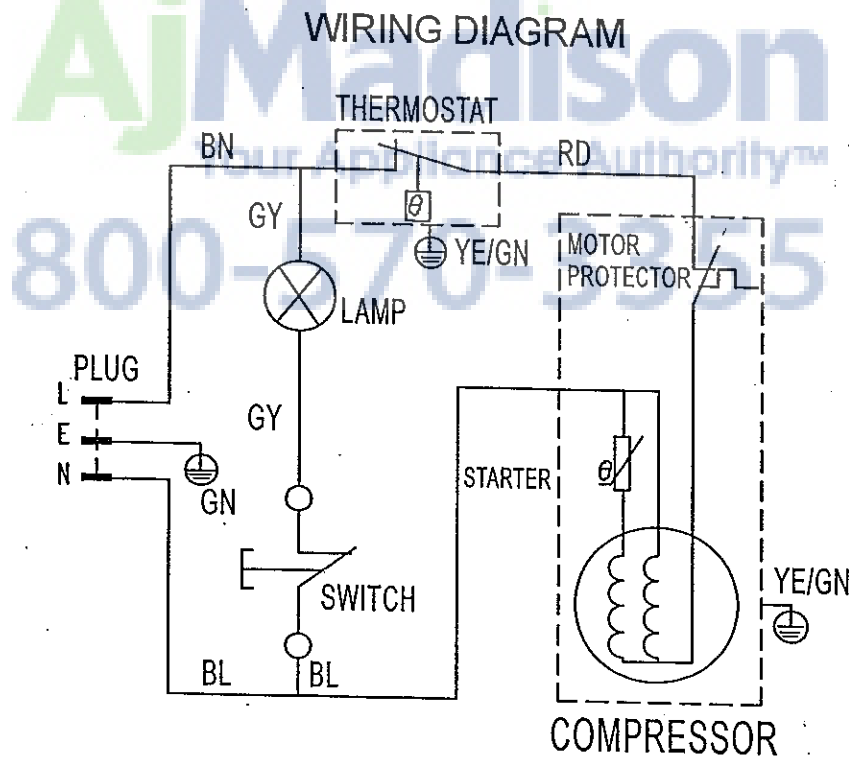 AjMadison
WIRING DIAGRAM
Your Appliance Authority™
800-570-3355
THERMOSTAT
BN
RD
GY
θ
YE/GN
MOTOR
PROTECTOR
LAMP
PLUG
L
E
N
GN
GY
STARTER
θ
SWITCH
YE/GN
BL
BL
COMPRESSOR